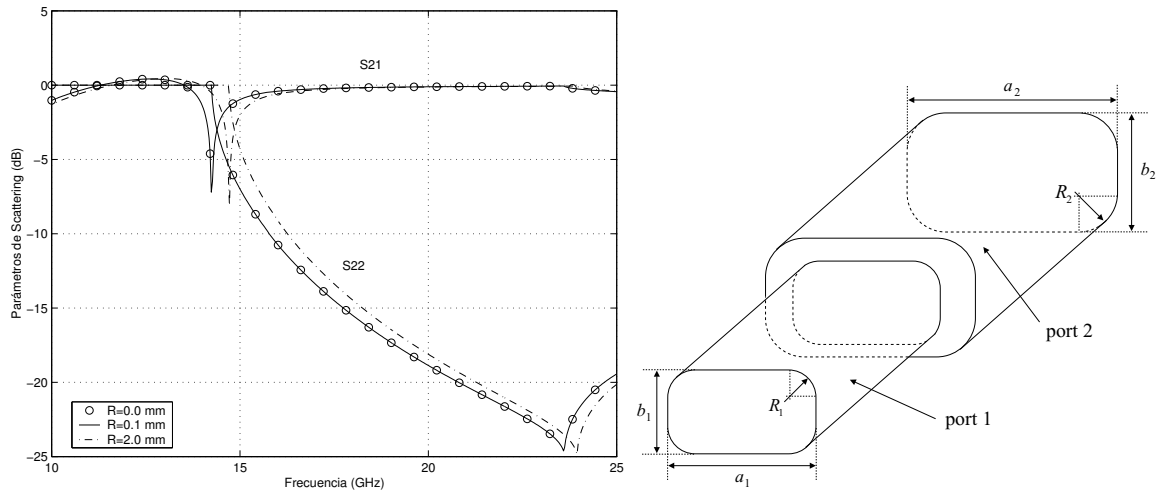 5
0
−5
−10
−15
−20
−25
10
15
20
25
Parámetros de Scattering (dB)
Frecuencia (GHz)
S21
S22
R=0.0 mm
R=0.1 mm
R=2.0 mm
a2
b2
R2
port 2
b1
R1
port 1
a1